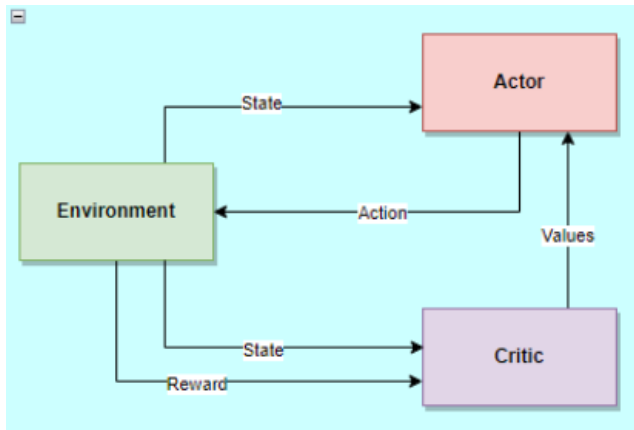 Actor
State
Environment
Action
Values
State
Critic
Reward